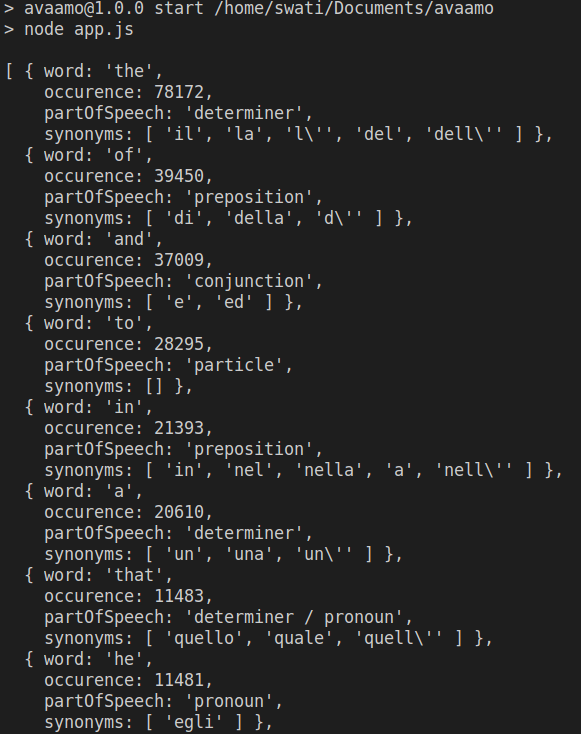 > avaamo@1.0.0 start /home/swati/Documents/avaamo
> node app.js

[ { word: 'the',
    occurence: 78172,
    partOfSpeech: 'determiner',
    synonyms: [ 'il', 'la', 'l\'', 'del', 'dell\'' ] },
  { word: 'of',
    occurence: 39450,
    partOfSpeech: 'preposition',
    synonyms: [ 'di', 'della', 'd\'' ] },
  { word: 'and',
    occurence: 37009,
    partOfSpeech: 'conjunction',
    synonyms: [ 'e', 'ed' ] },
  { word: 'to',
    occurence: 28295,
    partOfSpeech: 'particle',
    synonyms: [] },
  { word: 'in',
    occurence: 21393,
    partOfSpeech: 'preposition',
    synonyms: [ 'in', 'nel', 'nella', 'a', 'nell\'' ] },
  { word: 'a',
    occurence: 20610,
    partOfSpeech: 'determiner',
    synonyms: [ 'un', 'una', 'un\'' ] },
  { word: 'that',
    occurence: 11483,
    partOfSpeech: 'determiner / pronoun',
    synonyms: [ 'quello', 'quale', 'quell\'' ] },
  { word: 'he',
    occurence: 11481,
    partOfSpeech: 'pronoun',
    synonyms: [ 'egli' ] },